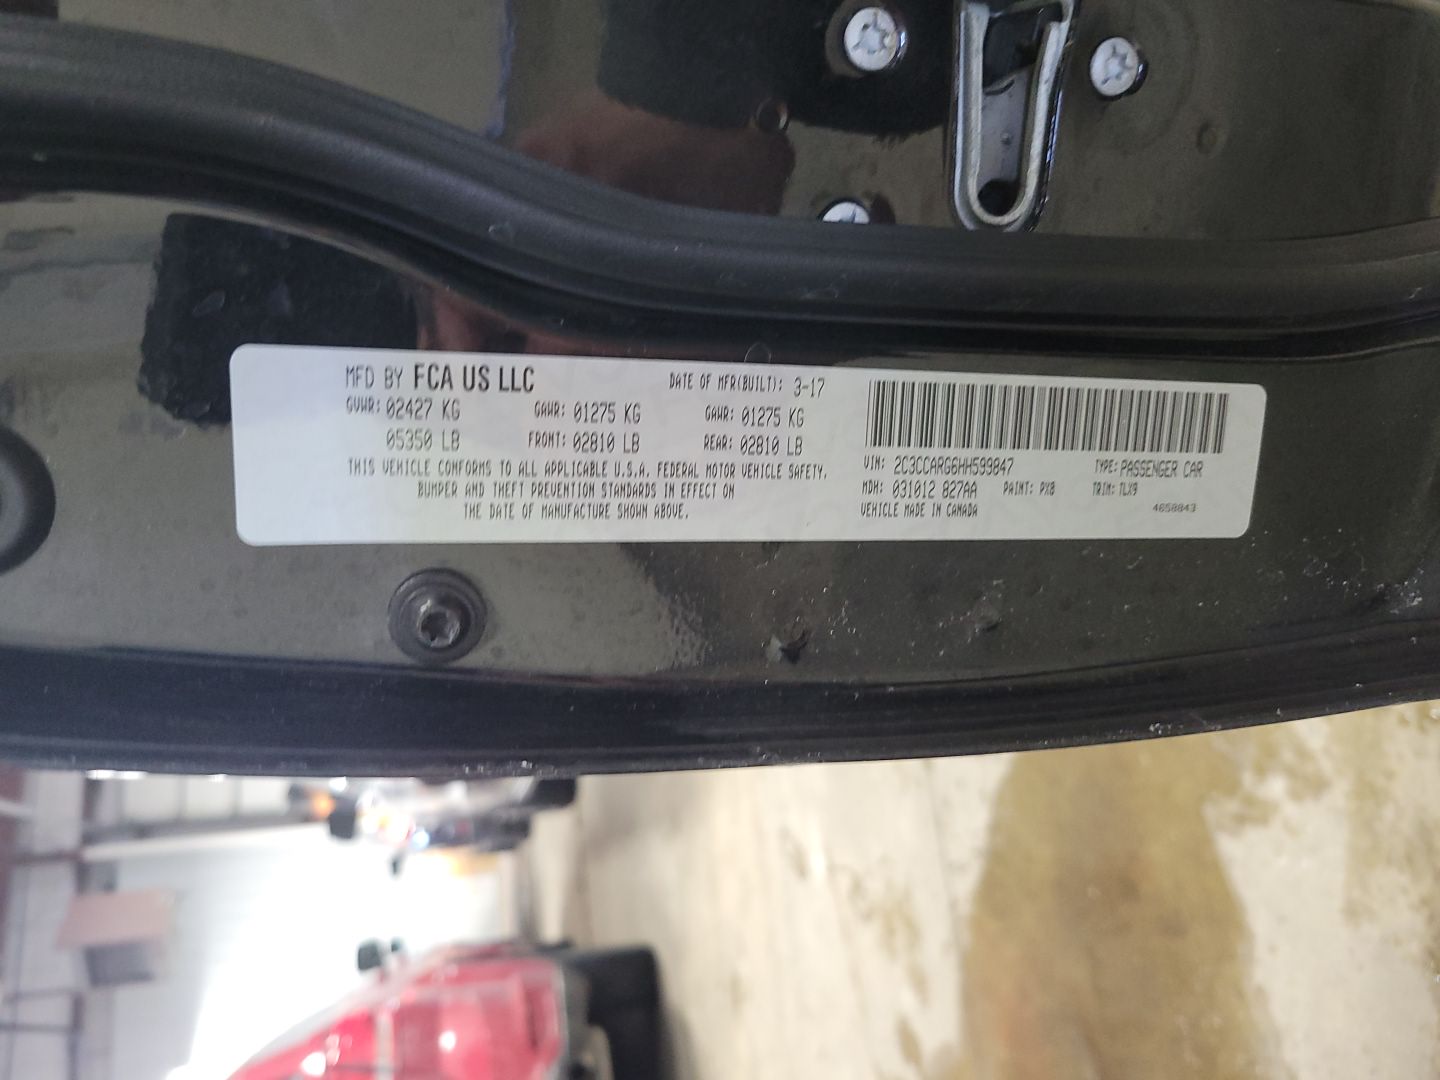 MFD BY FCA US LLC DATE OF MFR(BUILT): 3-17
GVWR: 02427 KG GAWR: 01275 KG GAWR: 01275 KG
05350 LB FRONT: 02810 LB REAR: 02810 LB
THIS VEHICLE CONFORMS TO ALL APPLICABLE U.S.A. FEDERAL MOTOR VEHICLE SAFETY,
BUMPER AND THEFT PREVENTION STANDARDS IN EFFECT ON
THE DATE OF MANUFACTURE SHOWN ABOVE.
VIN: 2C3CCARG6HH599847 TYPE: PASSENGER CAR
MDH: 031012 827AA PAINT: PX8 TRIM: TLX9
VEHICLE MADE IN CANADA 4658843